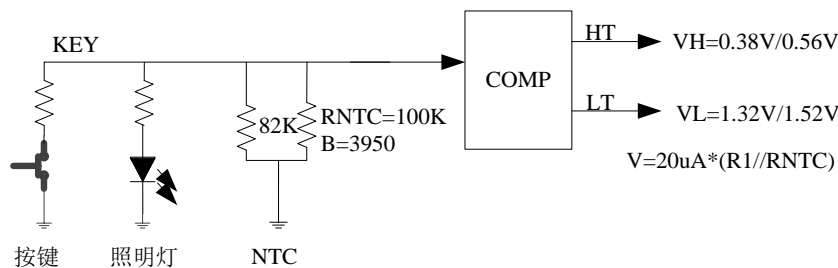 KEY
HT
VH=0.38V/0.56V
COMP
82K
RNTC=100K
B=3950
LT
VL=1.32V/1.52V
V=20uA*(R1//RNTC)
按键
照明灯
NTC